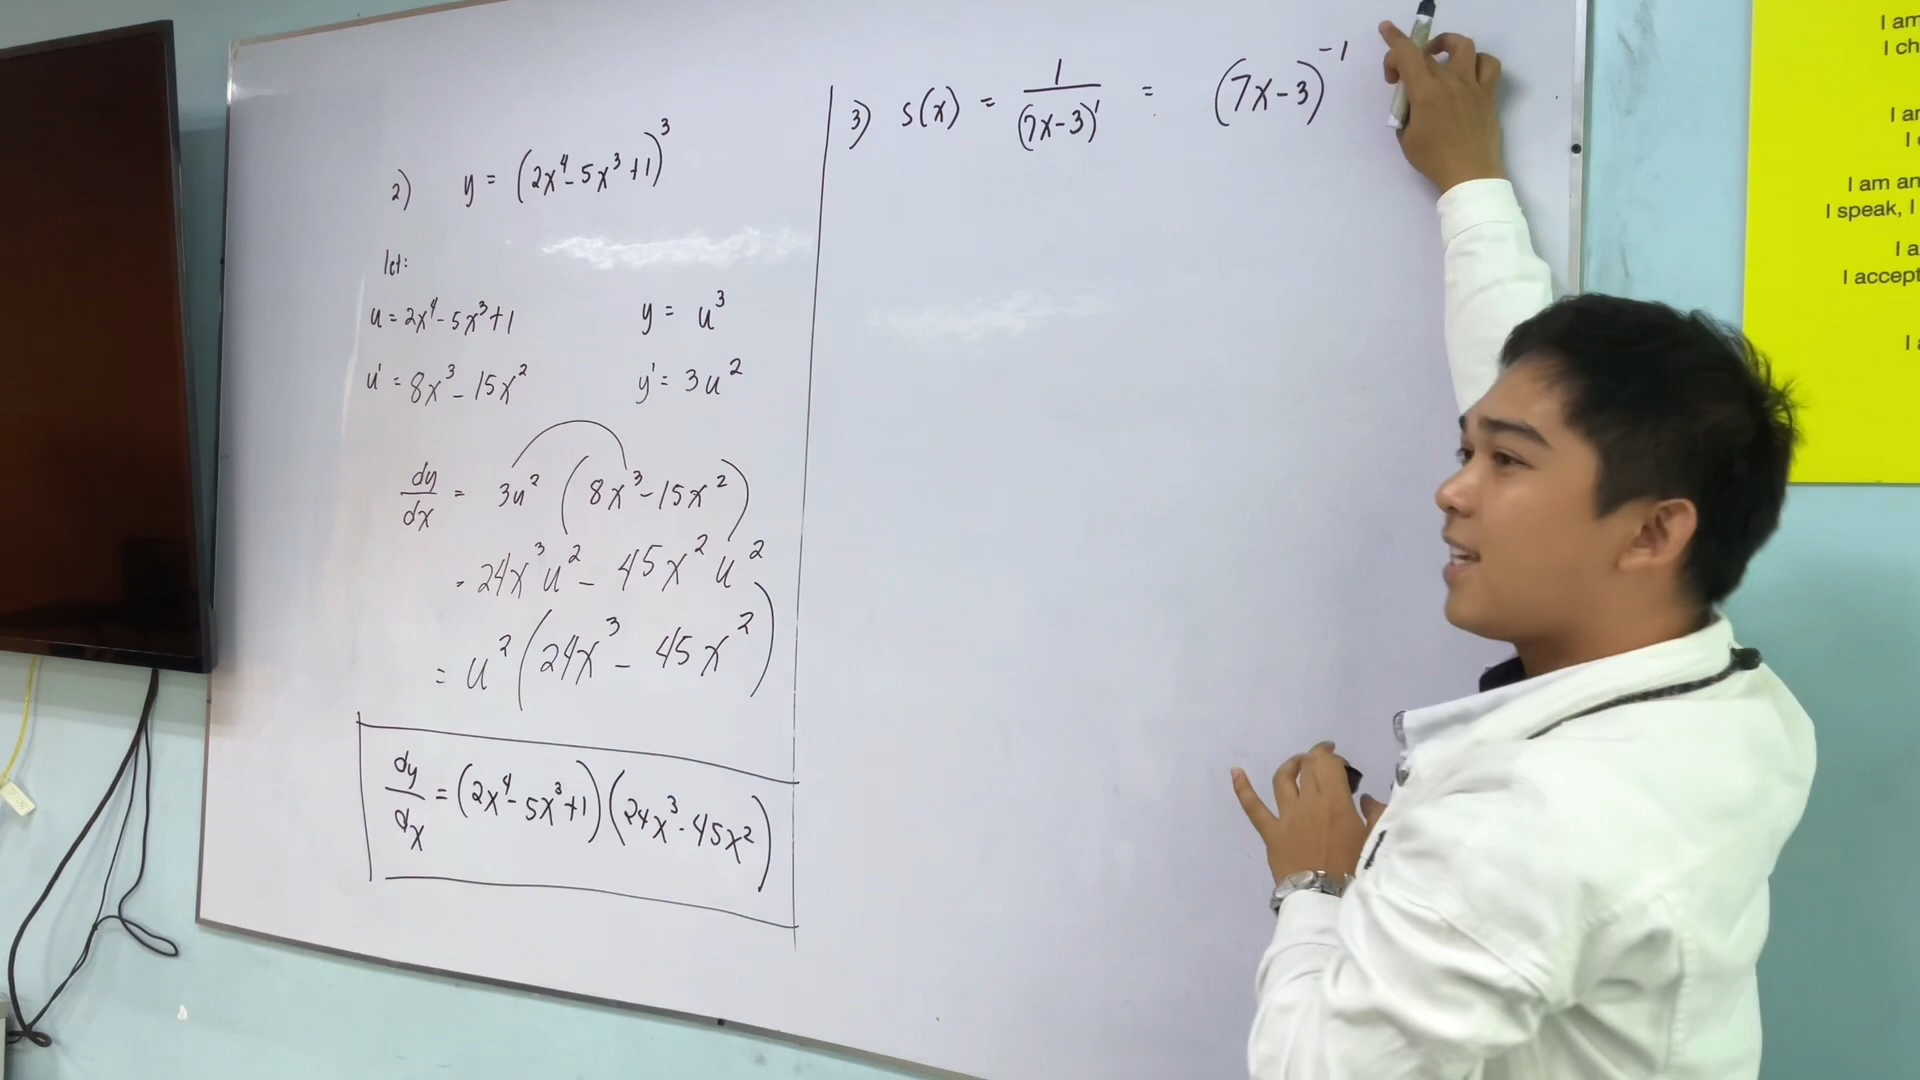 2) y = (2x⁴-5x³+1)³
let:
u = 2x⁴-5x³+1 y = u³
u' = 8x³-15x² y' = 3u²
dy/dx = 3u² (8x³-15x²)
= 24x³u² - 45x²u²
= u² (24x³ - 45x²)
dy/dx = (2x⁴-5x³+1)(24x³-45x²)
3) s(x) = 1/(7x-3)¹ = (7x-3)⁻¹
I am
I ch
I ar
I
I am an
I speak, I
I a
I accept
I